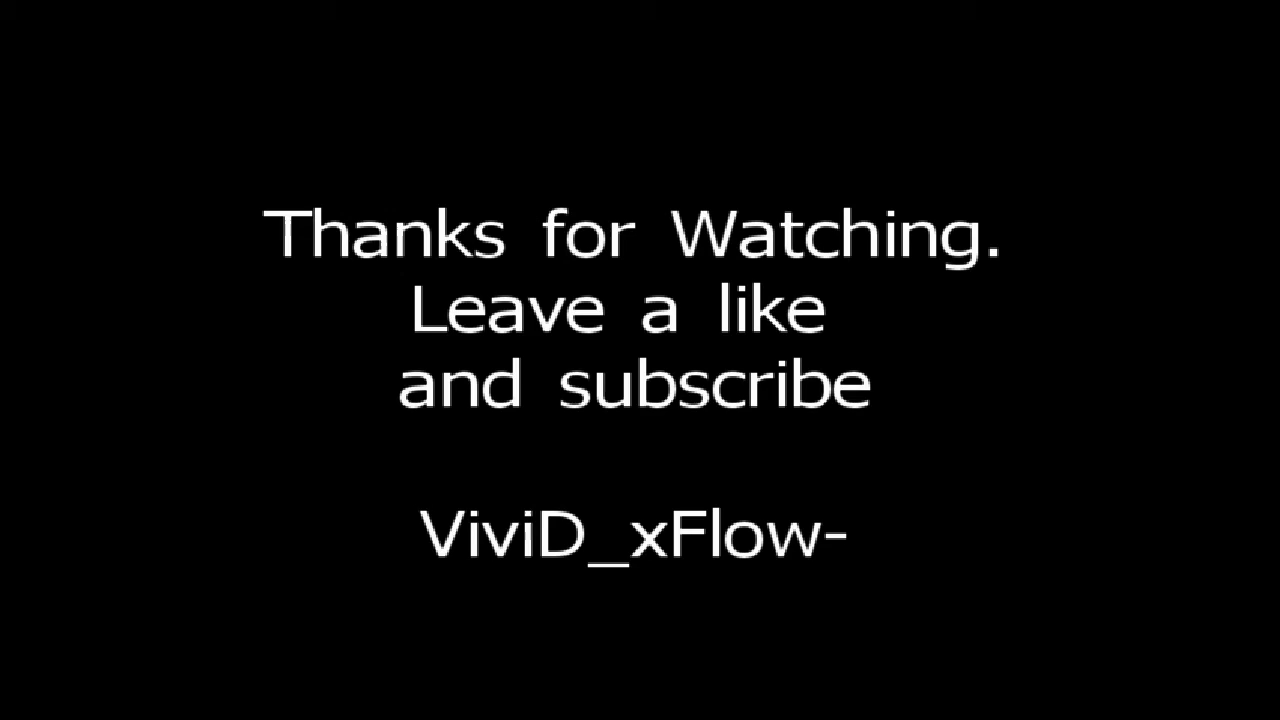 Thanks for Watching.
Leave a like
and subscribe
ViviD_xFlow-